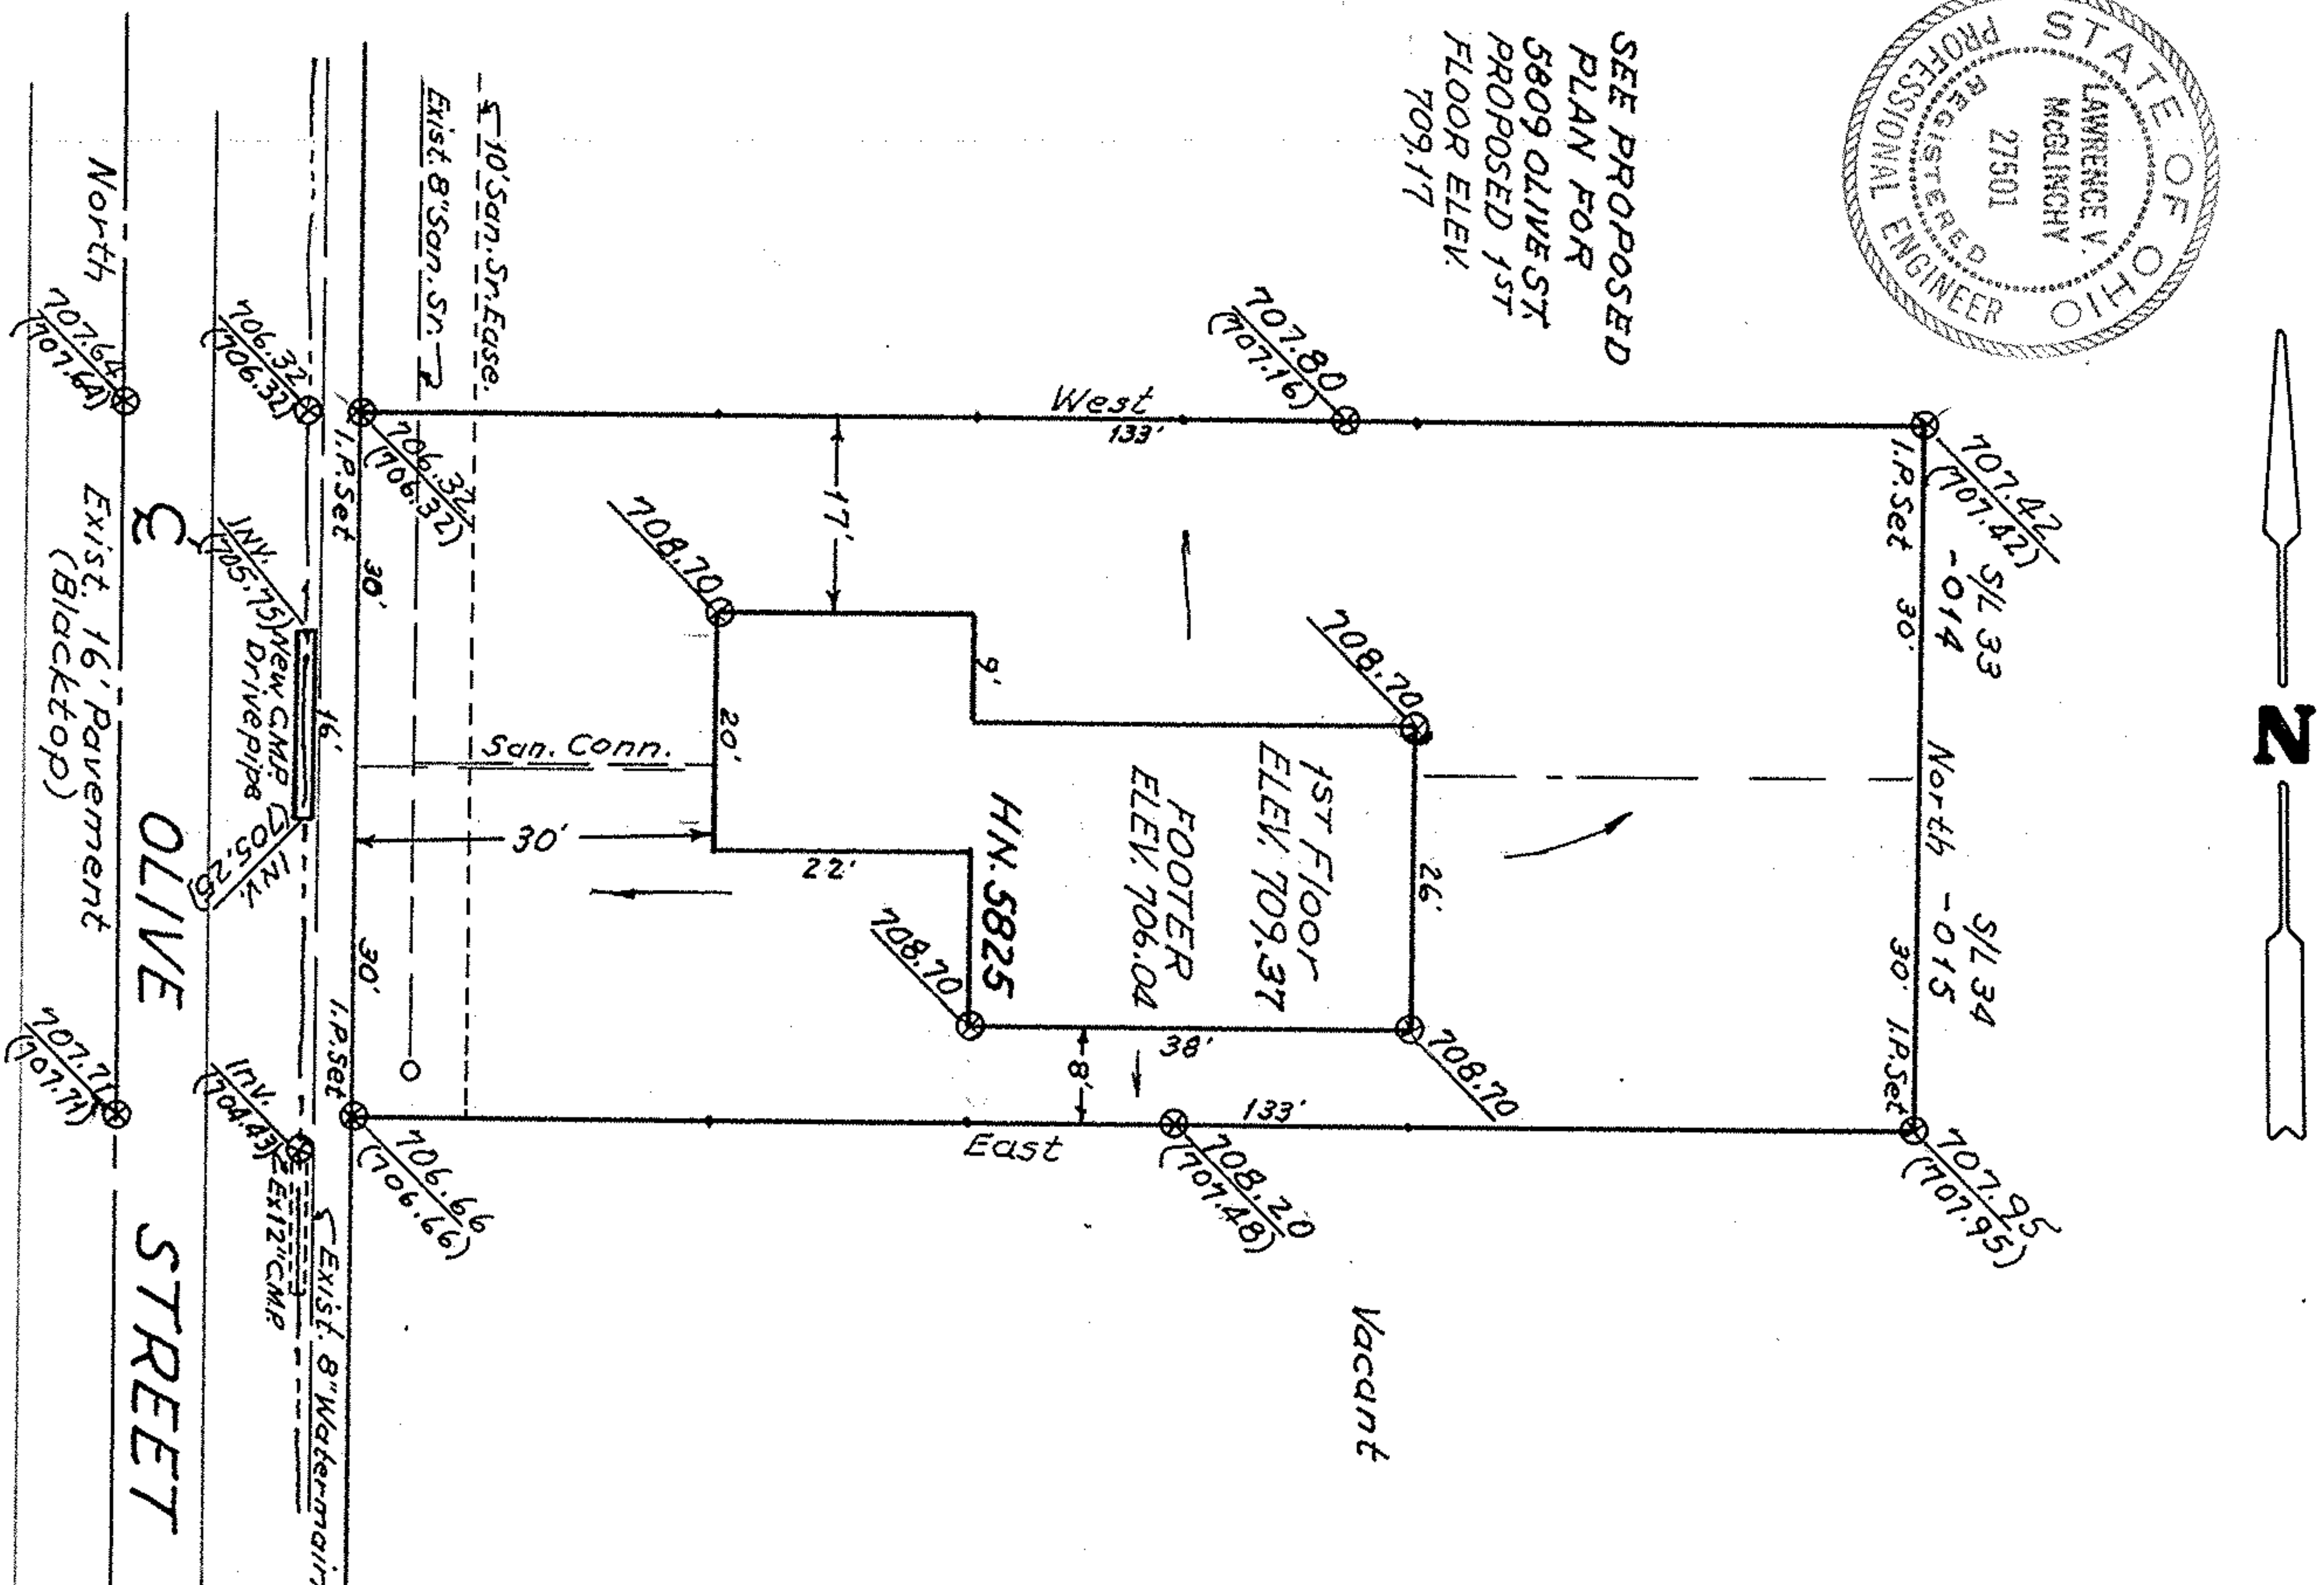 STATE OF OHIO
LAWRENCE V.
McGLINCHY
27501
REGISTERED
PROFESSIONAL ENGINEER
N
SEE PROPOSED
PLAN FOR
5809 OLIVE ST.
PROPOSED 1ST
FLOOR ELEV.
709.17
707.42
(707.42)
I.P. Set
30'
S/L 33
-014
North
S/L 34
-015
30'
I.P. Set
707.95
(707.95)
707.80
(707.16)
West
133'
17'
708.70
708.70
9'
20'
26'
1ST Floor
ELEV. 709.37
FOOTER
ELEV. 706.04
HN. 5825
22'
38'
708.70
708.70
8'
133'
East
708.20
(707.48)
Vacant
San. Conn.
30'
10' San. Sr. Ease.
Exist. 8" San. Sr.
706.32
(706.32)
706.32
(706.32)
I.P. Set
30'
16'
30'
I.P. Set
706.66
(706.66)
INV.
(705.75)
New C.M.P.
Drivepipe
INV.
(705.25)
Inv.
(704.43)
Ex 12" C.M.P.
Exist. 8" Watermain
707.64
(707.64)
North
Exist. 16' Pavement
(Blacktop)
707.71
(707.71)
OLIVE STREET